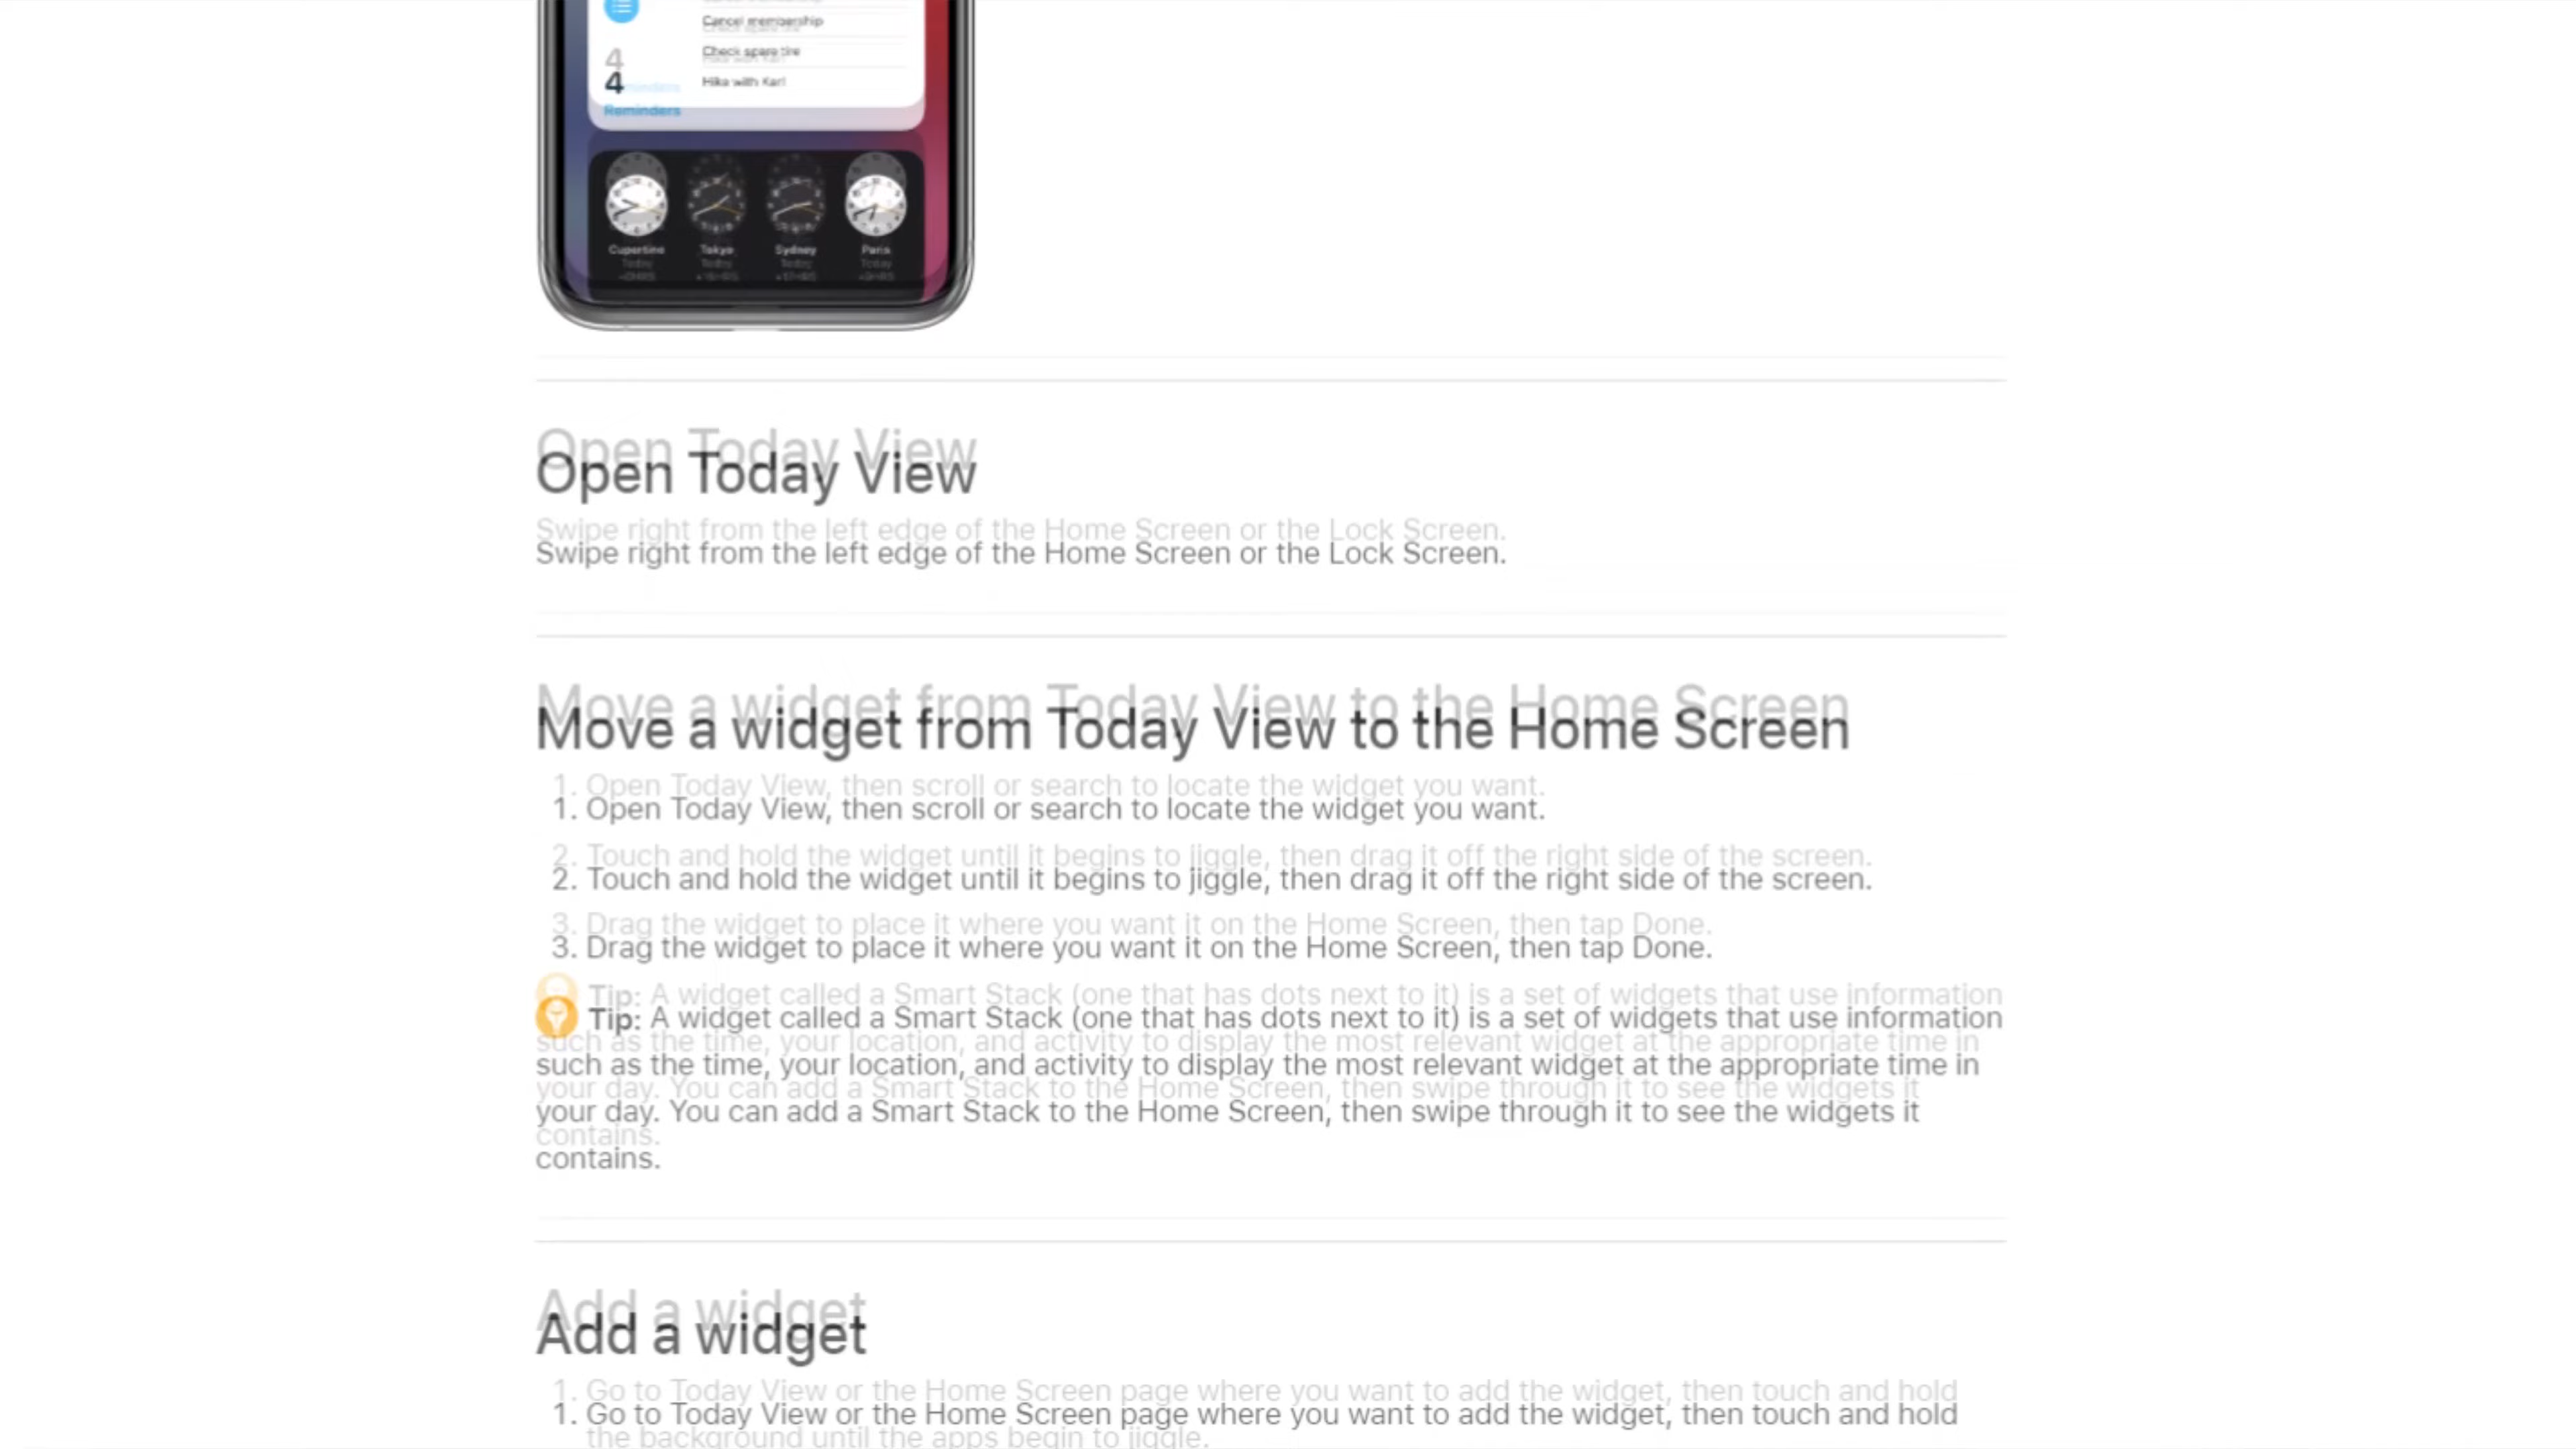 Cancel membership
Check spare tire
4
Hike with Karl
Reminders
Cupertino
Tokyo
Sydney
Paris
Today
Today
Today
Today
Open Today View
Swipe right from the left edge of the Home Screen or the Lock Screen.
Move a widget from Today View to the Home Screen
1. Open Today View, then scroll or search to locate the widget you want.
2. Touch and hold the widget until it begins to jiggle, then drag it off the right side of the screen.
3. Drag the widget to place it where you want it on the Home Screen, then tap Done.
Tip: A widget called a Smart Stack (one that has dots next to it) is a set of widgets that use information
such as the time, your location, and activity to display the most relevant widget at the appropriate time in
your day. You can add a Smart Stack to the Home Screen, then swipe through it to see the widgets it
contains.
Add a widget
1. Go to Today View or the Home Screen page where you want to add the widget, then touch and hold
the background until the apps begin to jiggle.